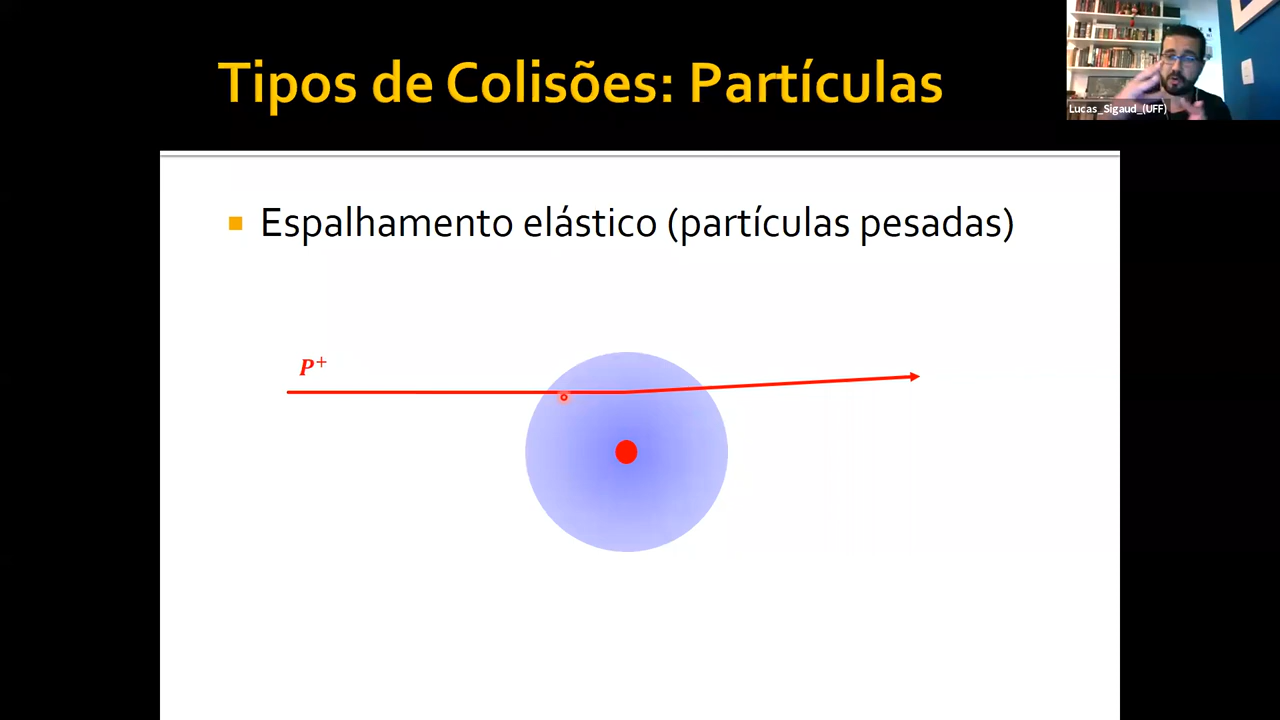 Tipos de Colisões: Partículas
Lucas_Sigaud_(UFF)
Espalhamento elástico (partículas pesadas)
P⁺